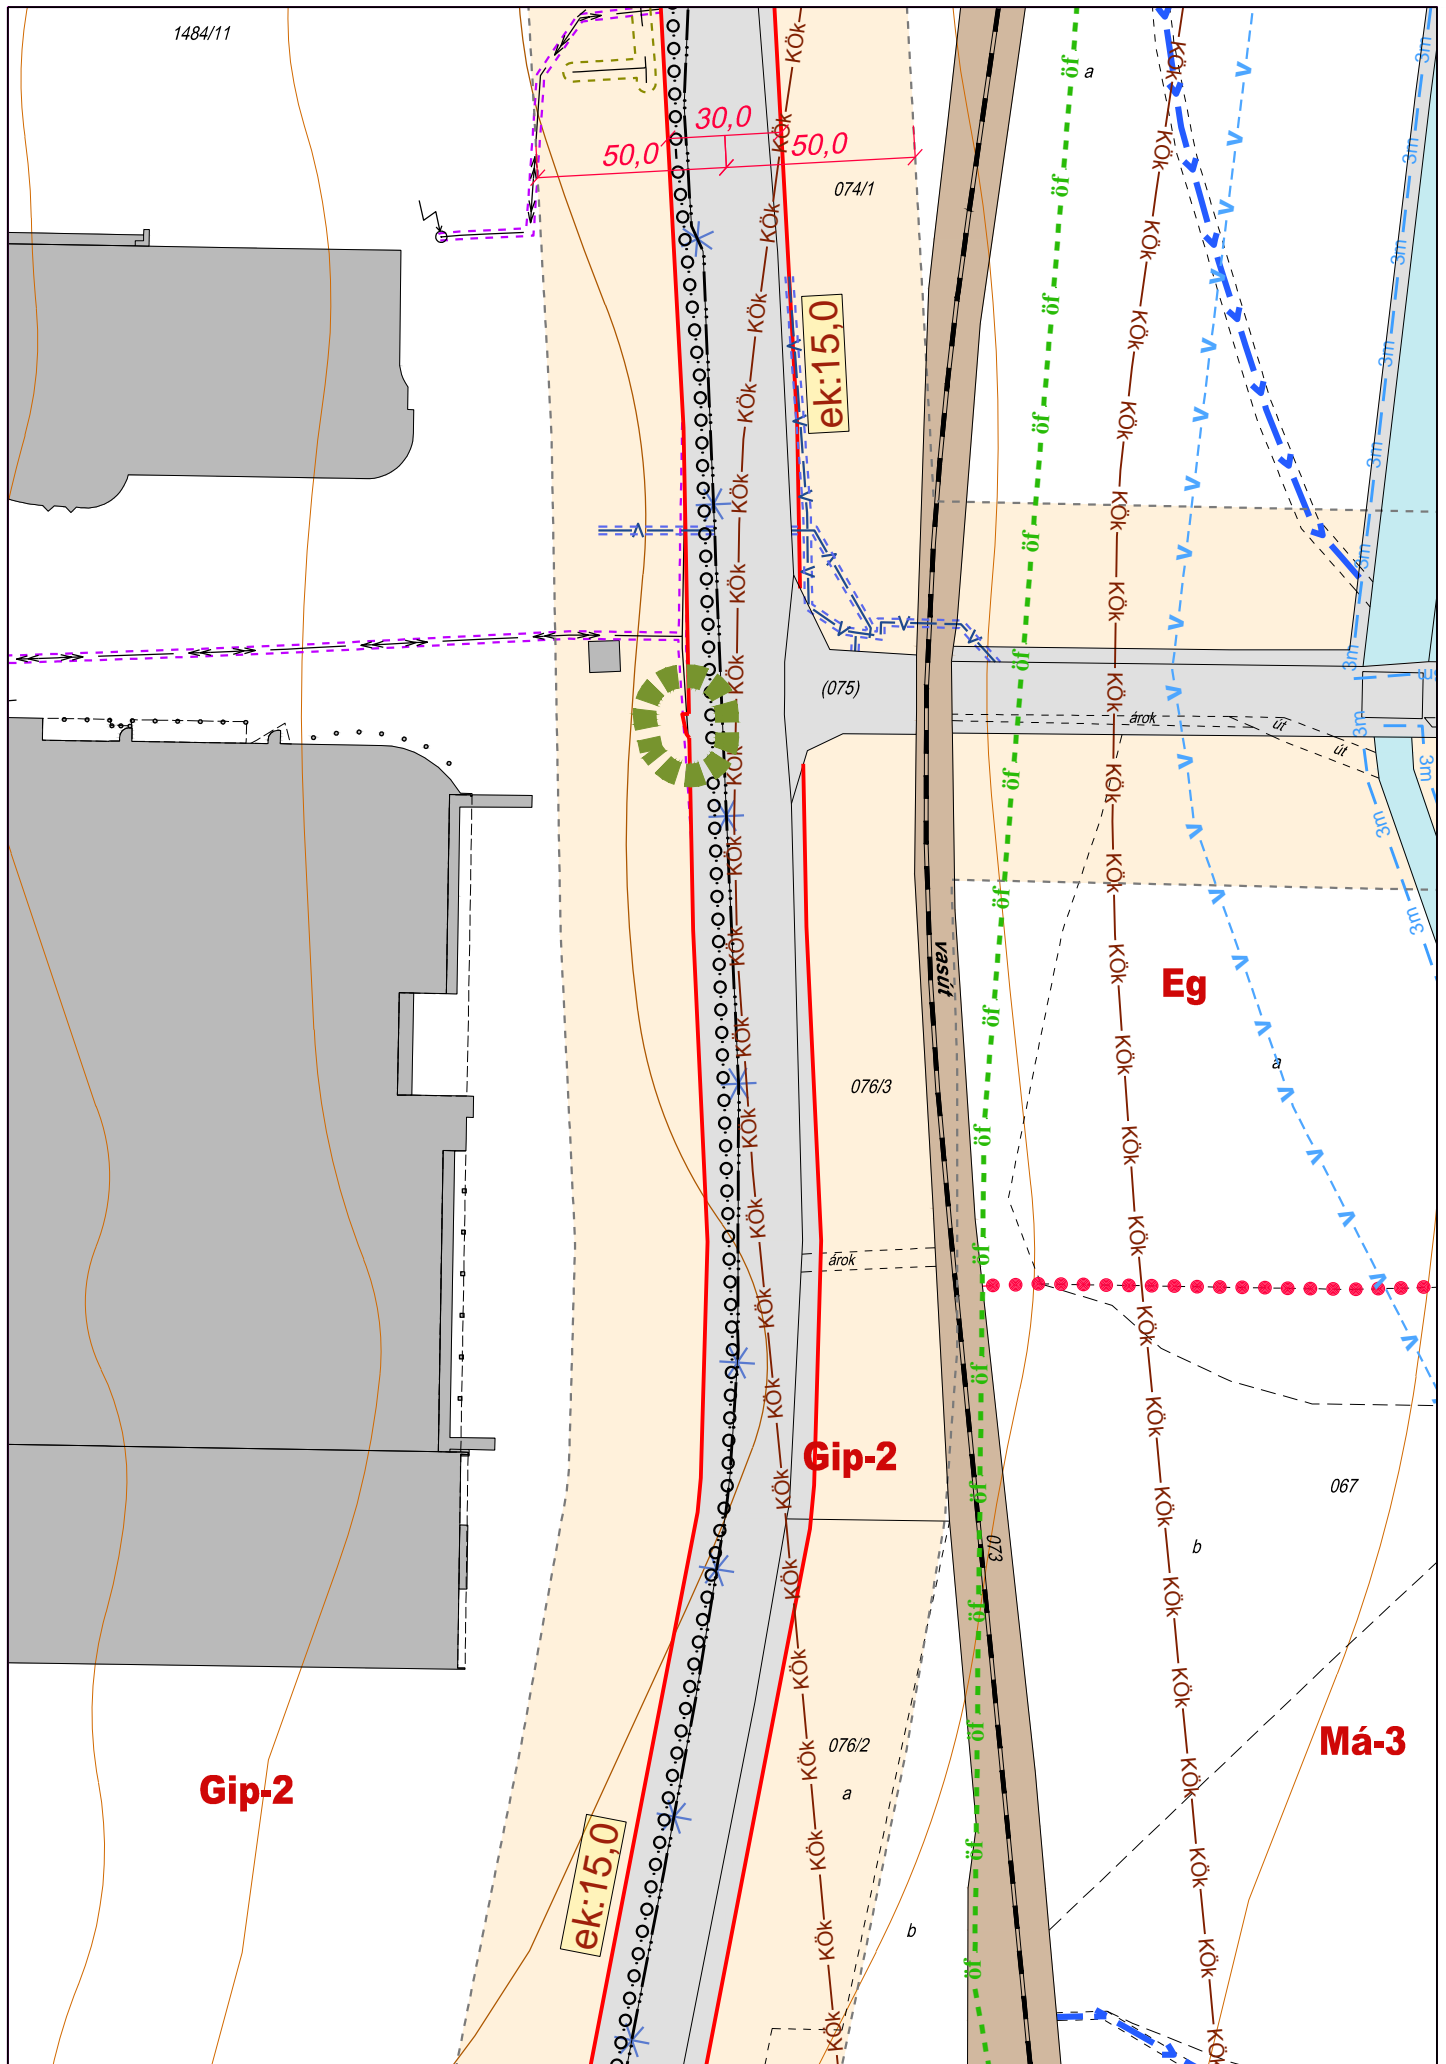 1484/11
30,0
50,0
50,0
074/1
a
öf
KÖk
V
3m
ek:15,0
(075)
árok
út
út
vasút
Eg
a
076/3
árok
Gip-2
067
073
b
Má-3
076/2
a
Gip-2
ek:15,0
b